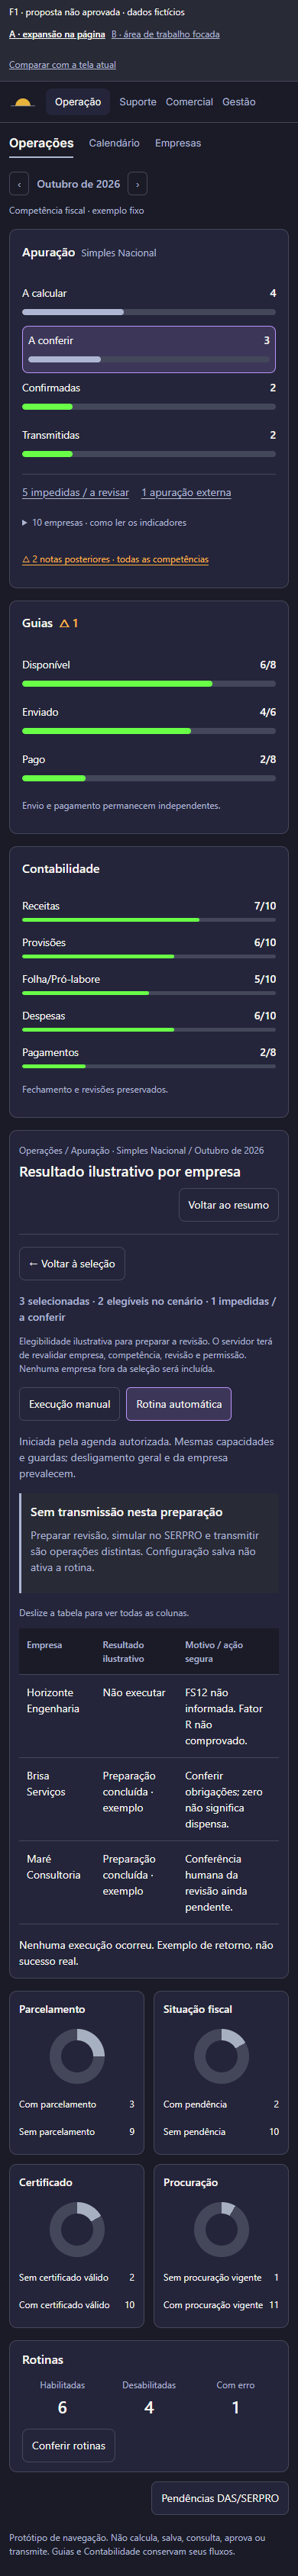 F1 · proposta não aprovada · dados fictícios
A · expansão na página B · área de trabalho focada
Comparar com a tela atual
Operação Suporte Comercial Gestão
Operações Calendário Empresas
‹ Outubro de 2026 ›
Competência fiscal · exemplo fixo
Apuração Simples Nacional
A calcular 4
A conferir 3
Confirmadas 2
Transmitidas 2
5 impedidas / a revisar 1 apuração externa
▶ 10 empresas · como ler os indicadores
△ 2 notas posteriores · todas as competências
Guias △ 1
Disponível 6/8
Enviado 4/6
Pago 2/8
Envio e pagamento permanecem independentes.
Contabilidade
Receitas 7/10
Provisões 6/10
Folha/Pró-labore 5/10
Despesas 6/10
Pagamentos 2/8
Fechamento e revisões preservados.
Operações / Apuração · Simples Nacional / Outubro de 2026
Resultado ilustrativo por empresa
Voltar ao resumo
← Voltar à seleção
3 selecionadas · 2 elegíveis no cenário · 1 impedidas /
a conferir
Elegibilidade ilustrativa para preparar a revisão. O servidor terá
de revalidar empresa, competência, revisão e permissão.
Nenhuma empresa fora da seleção será incluída.
Execução manual Rotina automática
Iniciada pela agenda autorizada. Mesmas capacidades
e guardas; desligamento geral e da empresa
prevalecem.
Sem transmissão nesta preparação
Preparar revisão, simular no SERPRO e transmitir
são operações distintas. Configuração salva não
ativa a rotina.
Deslize a tabela para ver todas as colunas.
Empresa Resultado ilustrativo Motivo / ação segura
Horizonte Engenharia Não executar FS12 não informada. Fator R não comprovado.
Brisa Serviços Preparação concluída · exemplo Conferir obrigações; zero não significa dispensa.
Maré Consultoria Preparação concluída · exemplo Conferência humana da revisão ainda pendente.
Nenhuma execução ocorreu. Exemplo de retorno, não
sucesso real.
Parcelamento
Com parcelamento 3
Sem parcelamento 9
Situação fiscal
Com pendência 2
Sem pendência 10
Certificado
Sem certificado válido 2
Com certificado válido 10
Procuração
Sem procuração vigente 1
Com procuração vigente 11
Rotinas
Habilitadas Desabilitadas Com erro
6 4 1
Conferir rotinas
Pendências DAS/SERPRO
Protótipo de navegação. Não calcula, salva, consulta, aprova ou
transmite. Guias e Contabilidade conservam seus fluxos.